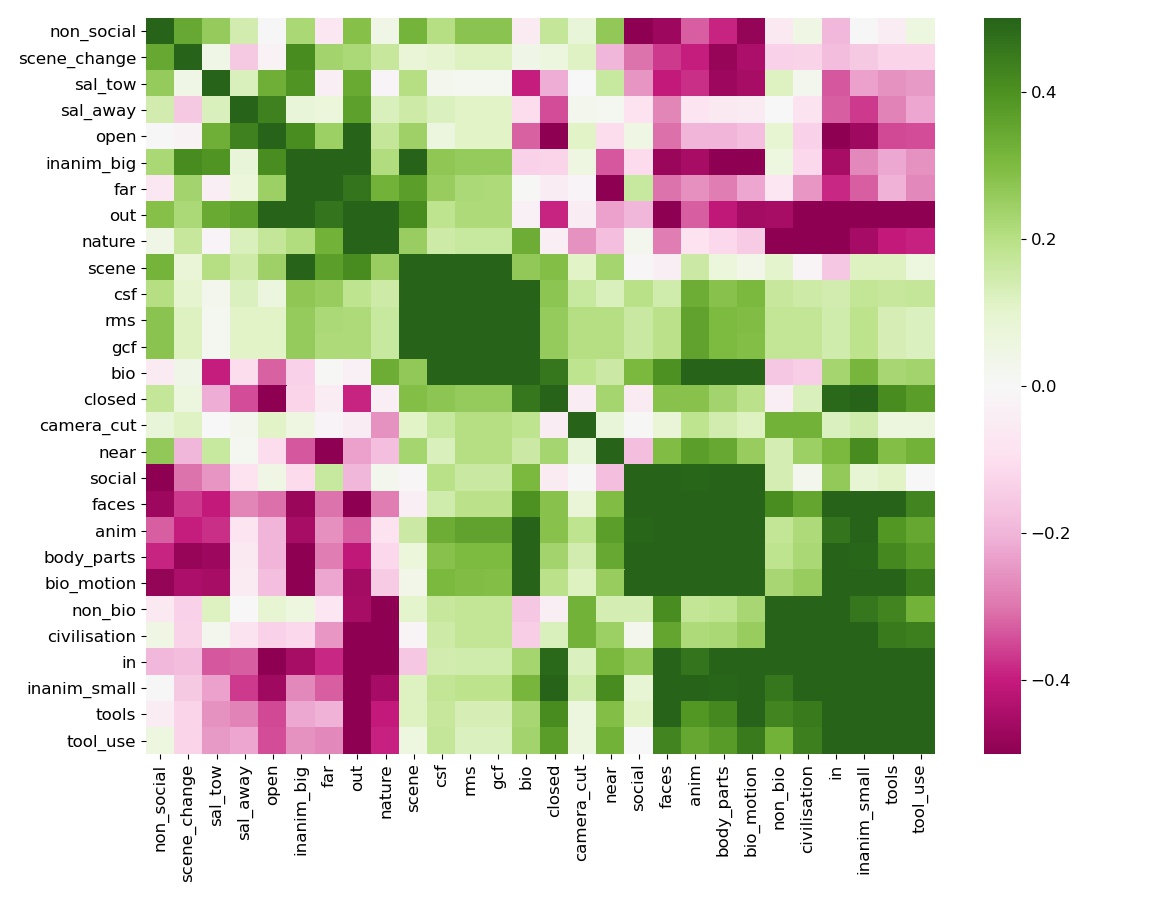 non_social
scene_change
sal_tow
sal_away
open
inanim_big
far
out
nature
scene
csf
rms
gcf
bio
closed
camera_cut
near
social
faces
anim
body_parts
bio_motion
non_bio
civilisation
in
inanim_small
tools
tool_use
non_social
scene_change
sal_tow
sal_away
open
inanim_big
far
out
nature
scene
csf
rms
gcf
bio
closed
camera_cut
near
social
faces
anim
body_parts
bio_motion
non_bio
civilisation
in
inanim_small
tools
tool_use
0.4
0.2
0.0
−0.2
−0.4